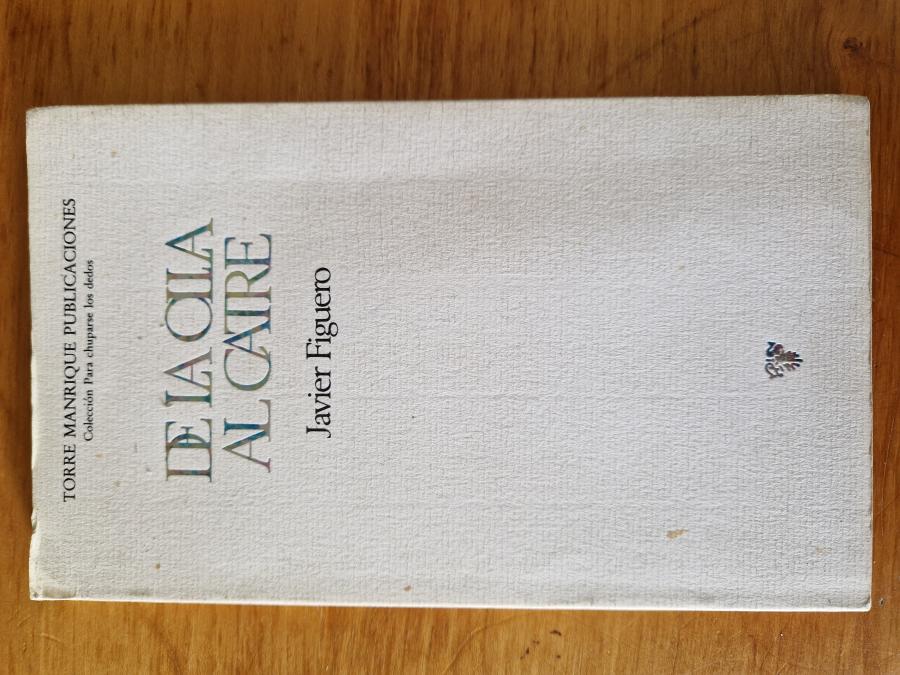 TORRE MANRIQUE PUBLICACIONES
Colección Para chuparse los dedos
DE LA OLLA
AL CATRE
Javier Figuero